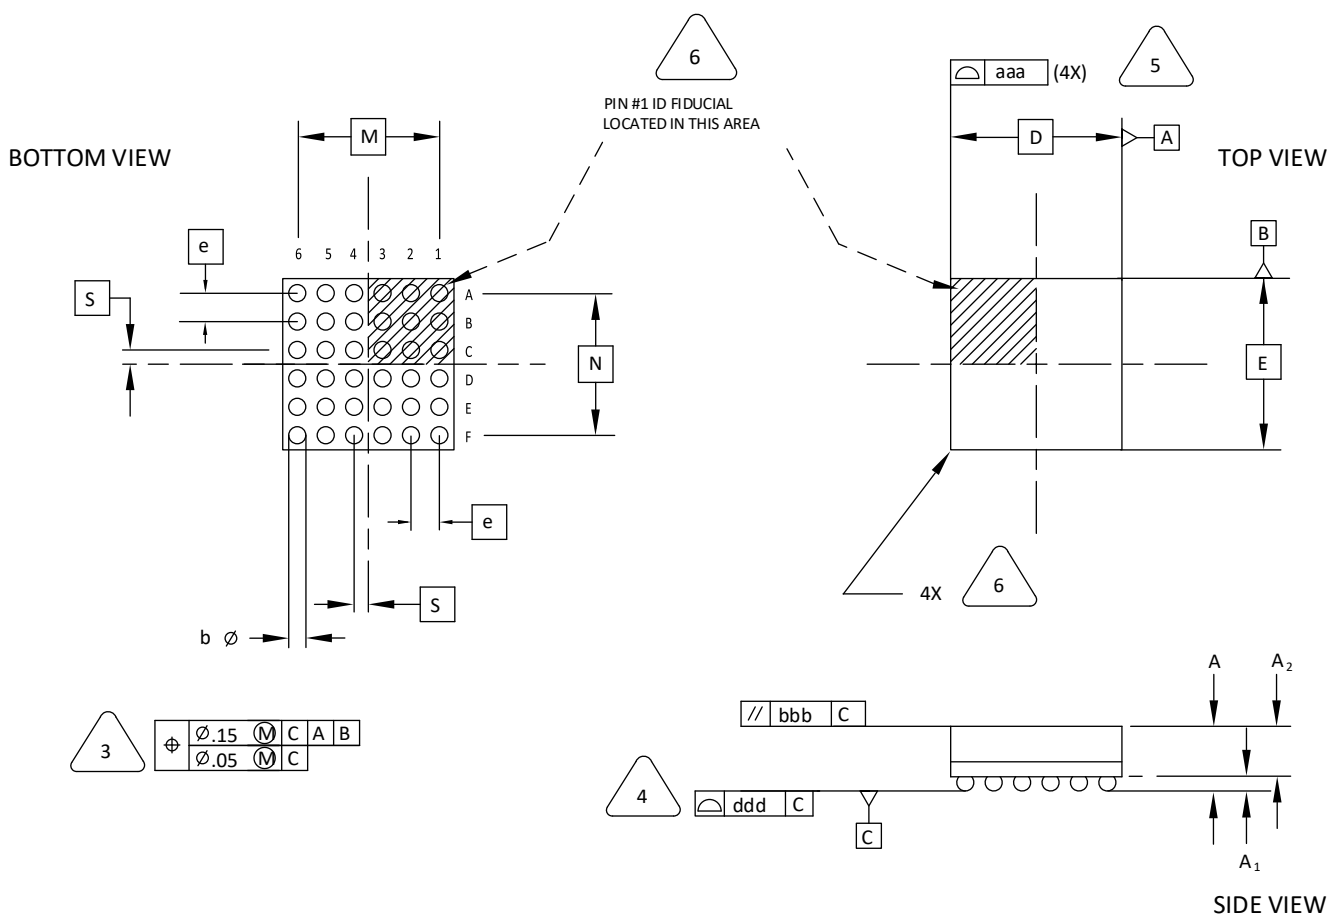 6
5
aaa (4X)
PIN #1 ID FIDUCIAL
LOCATED IN THIS AREA
M
D
A
BOTTOM VIEW
TOP VIEW
B
e
6 5 4 3 2 1
S
A
B
C
D
E
F
N
E
e
S
4X
6
b ⌀
A
A2
// bbb C
3
⌖ ⌀.15 Ⓜ C A B
⌀.05 Ⓜ C
4
ddd C
C
A1
SIDE VIEW